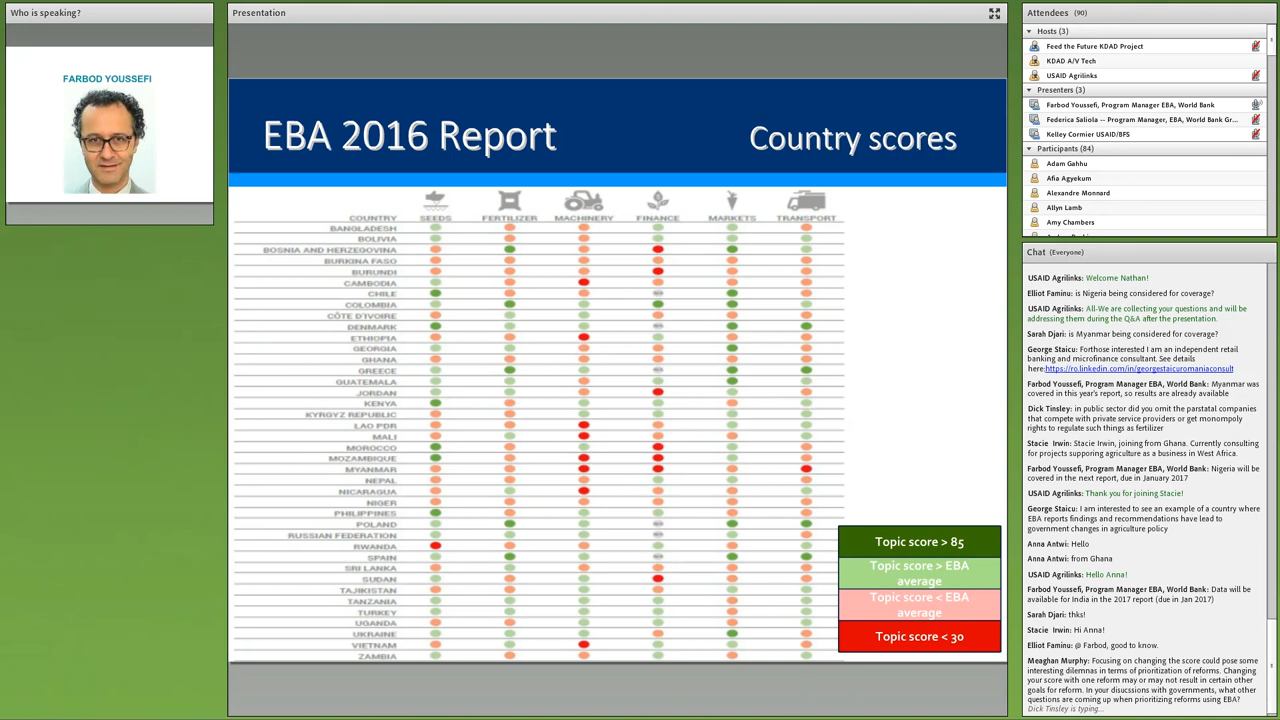 Who is speaking?
FARBOD YOUSSEFI
Presentation
EBA 2016 Report
Country scores
COUNTRY SEEDS FERTILIZER MACHINERY FINANCE MARKETS TRANSPORT
BANGLADESH
BOLIVIA
BOSNIA AND HERZEGOVINA
BURKINA FASO
BURUNDI
CAMBODIA
CHILE
COLOMBIA
CÔTE D'IVOIRE
DENMARK
ETHIOPIA
GEORGIA
GHANA
GREECE
GUATEMALA
JORDAN
KENYA
KYRGYZ REPUBLIC
LAO PDR
MALI
MOROCCO
MOZAMBIQUE
MYANMAR
NEPAL
NICARAGUA
NIGER
PHILIPPINES
POLAND
RUSSIAN FEDERATION
RWANDA
SPAIN
SRI LANKA
SUDAN
TAJIKISTAN
TANZANIA
TURKEY
UGANDA
UKRAINE
VIETNAM
ZAMBIA
Topic score > 85
Topic score > EBA
average
Topic score < EBA
average
Topic score < 30
Attendees (90)
Hosts (3)
Feed the Future KDAD Project
KDAD A/V Tech
USAID Agrilinks
Presenters (3)
Farbod Youssefi, Program Manager EBA, World Bank
Federica Saliola -- Program Manager, EBA, World Bank Gr...
Kelley Cormier USAID/BFS
Participants (84)
Adam Gahhu
Afia Agyekum
Alexandre Monnard
Allyn Lamb
Amy Chambers
Chat (Everyone)
USAID Agrilinks: Welcome Nathan!
Elliot Faminu: is Nigeria being considered for coverage?
USAID Agrilinks: All-We are collecting your questions and will be
addressing them during the Q&A after the presentation.
Sarah Djari: is Myanmar being considered for coverage?
George Staicu: Forthose interested I am an independent retail
banking and microfinance consultant. See details
here:https://ro.linkedin.com/in/georgestaicuromaniaconsult
Farbod Youssefi, Program Manager EBA, World Bank: Myanmar was
covered in this year's report, so results are already available
Dick Tinsley: in public sector did you omit the parstatal companies
that compete with private service providers or get monompoly
rights to regulate such things as fertilizer
Stacie Irwin: Stacie Irwin, joining from Ghana. Currently consulting
for projects supporing agriculture as a business in West Africa.
Farbod Youssefi, Program Manager EBA, World Bank: Nigeria will be
covered in the next report, due in January 2017
USAID Agrilinks: Thank you for joining Stacie!
George Staicu: I am interested to see an example of a country where
EBA reports findings and recommendations have lead to
government changes in agriculture policy
Anna Antwi: Hello
Anna Antwi: from Ghana
USAID Agrilinks: Hello Anna!
Farbod Youssefi, Program Manager EBA, World Bank: Data will be
available for India in the 2017 report (due in Jan 2017)
Sarah Djari: thks!
Stacie Irwin: Hi Anna!
Elliot Faminu: @ Farbod, good to know.
Meaghan Murphy: Focusing on changing the score could pose some
interesting dilemnas in terms of prioritization of reforms. Changing
your score with one reform may or may not result in certain other
goals for reform. In your disucssions with governments, what other
questions are coming up when prioritizing reforms using EBA?
Dick Tinsley is typing...